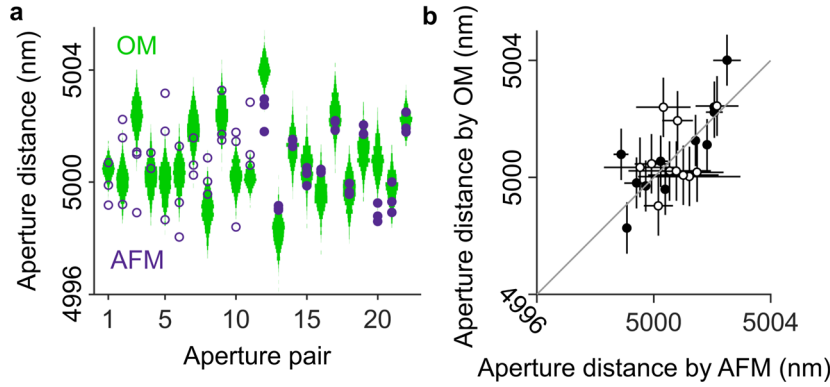 a
Aperture distance (nm)
5004
5000
4996
OM
AFM
1
5
10
15
20
Aperture pair
b
Aperture distance by OM (nm)
5004
5000
4996
5000
5004
Aperture distance by AFM (nm)